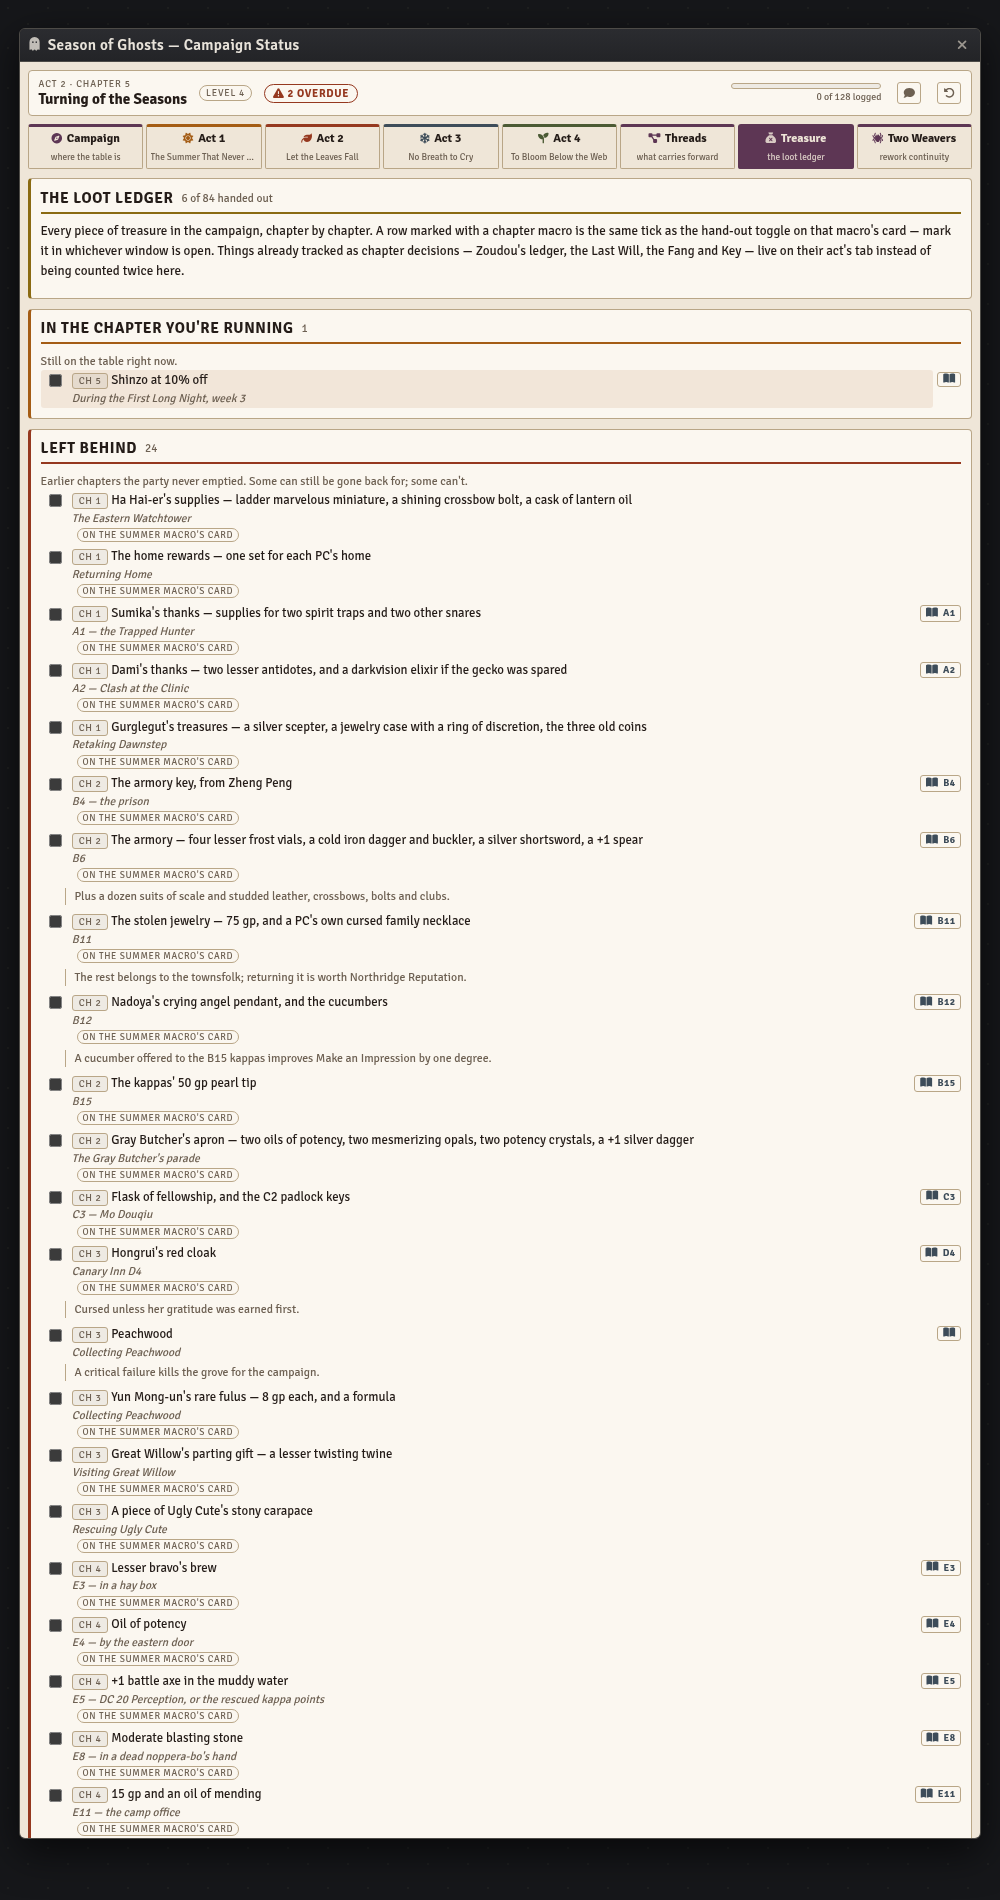 Season of Ghosts — Campaign Status
ACT 2 · CHAPTER 5
Turning of the Seasons
LEVEL 4
2 OVERDUE
0 of 128 logged
Campaign
where the table is
Act 1
The Summer That Never ...
Act 2
Let the Leaves Fall
Act 3
No Breath to Cry
Act 4
To Bloom Below the Web
Threads
what carries forward
Treasure
the loot ledger
Two Weavers
rework continuity
THE LOOT LEDGER 6 of 84 handed out
Every piece of treasure in the campaign, chapter by chapter. A row marked with a chapter macro is the same tick as the hand-out toggle on that macro's card — mark
it in whichever window is open. Things already tracked as chapter decisions — Zoudou's ledger, the Last Will, the Fang and Key — live on their act's tab instead of
being counted twice here.
IN THE CHAPTER YOU'RE RUNNING 1
Still on the table right now.
CH 5 Shinzo at 10% off
During the First Long Night, week 3
LEFT BEHIND 24
Earlier chapters the party never emptied. Some can still be gone back for; some can't.
CH 1 Ha Hai-er's supplies — ladder marvelous miniature, a shining crossbow bolt, a cask of lantern oil
The Eastern Watchtower
ON THE SUMMER MACRO'S CARD
CH 1 The home rewards — one set for each PC's home
Returning Home
ON THE SUMMER MACRO'S CARD
CH 1 Sumika's thanks — supplies for two spirit traps and two other snares A1
A1 — the Trapped Hunter
ON THE SUMMER MACRO'S CARD
CH 1 Dami's thanks — two lesser antidotes, and a darkvision elixir if the gecko was spared A2
A2 — Clash at the Clinic
ON THE SUMMER MACRO'S CARD
CH 1 Gurglegut's treasures — a silver scepter, a jewelry case with a ring of discretion, the three old coins
Retaking Dawnstep
ON THE SUMMER MACRO'S CARD
CH 2 The armory key, from Zheng Peng B4
B4 — the prison
ON THE SUMMER MACRO'S CARD
CH 2 The armory — four lesser frost vials, a cold iron dagger and buckler, a silver shortsword, a +1 spear B6
B6
ON THE SUMMER MACRO'S CARD
Plus a dozen suits of scale and studded leather, crossbows, bolts and clubs.
CH 2 The stolen jewelry — 75 gp, and a PC's own cursed family necklace B11
B11
ON THE SUMMER MACRO'S CARD
The rest belongs to the townsfolk; returning it is worth Northridge Reputation.
CH 2 Nadoya's crying angel pendant, and the cucumbers B12
B12
ON THE SUMMER MACRO'S CARD
A cucumber offered to the B15 kappas improves Make an Impression by one degree.
CH 2 The kappas' 50 gp pearl tip B15
B15
ON THE SUMMER MACRO'S CARD
CH 2 Gray Butcher's apron — two oils of potency, two mesmerizing opals, two potency crystals, a +1 silver dagger
The Gray Butcher's parade
ON THE SUMMER MACRO'S CARD
CH 2 Flask of fellowship, and the C2 padlock keys C3
C3 — Mo Douqiu
ON THE SUMMER MACRO'S CARD
CH 3 Hongrui's red cloak D4
Canary Inn D4
ON THE SUMMER MACRO'S CARD
Cursed unless her gratitude was earned first.
CH 3 Peachwood
Collecting Peachwood
A critical failure kills the grove for the campaign.
CH 3 Yun Mong-un's rare fulus — 8 gp each, and a formula
Collecting Peachwood
ON THE SUMMER MACRO'S CARD
CH 3 Great Willow's parting gift — a lesser twisting twine
Visiting Great Willow
ON THE SUMMER MACRO'S CARD
CH 3 A piece of Ugly Cute's stony carapace
Rescuing Ugly Cute
ON THE SUMMER MACRO'S CARD
CH 4 Lesser bravo's brew E3
E3 — in a hay box
ON THE SUMMER MACRO'S CARD
CH 4 Oil of potency E4
E4 — by the eastern door
ON THE SUMMER MACRO'S CARD
CH 4 +1 battle axe in the muddy water E5
E5 — DC 20 Perception, or the rescued kappa points
ON THE SUMMER MACRO'S CARD
CH 4 Moderate blasting stone E8
E8 — in a dead noppera-bo's hand
ON THE SUMMER MACRO'S CARD
CH 4 15 gp and an oil of mending E11
E11 — the camp office
ON THE SUMMER MACRO'S CARD